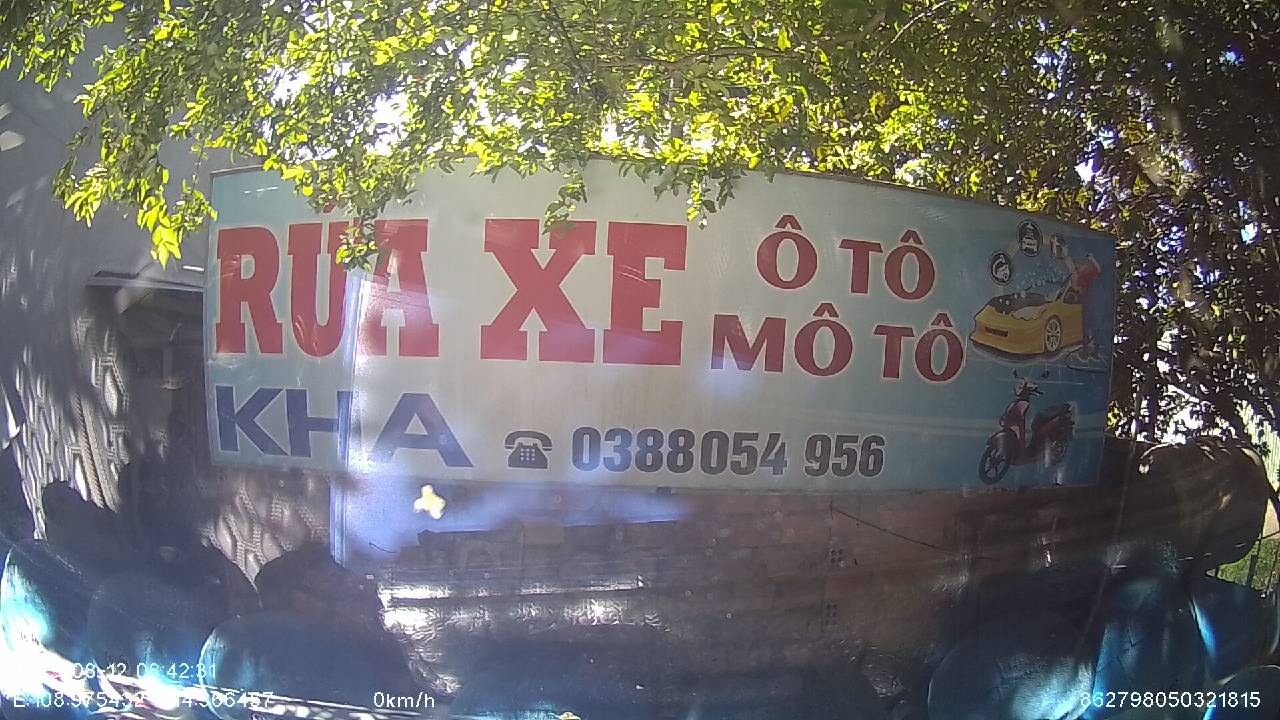 RỬA XE
Ô TÔ
MÔ TÔ
KHA
0388054 956
0km/h
862798050321815